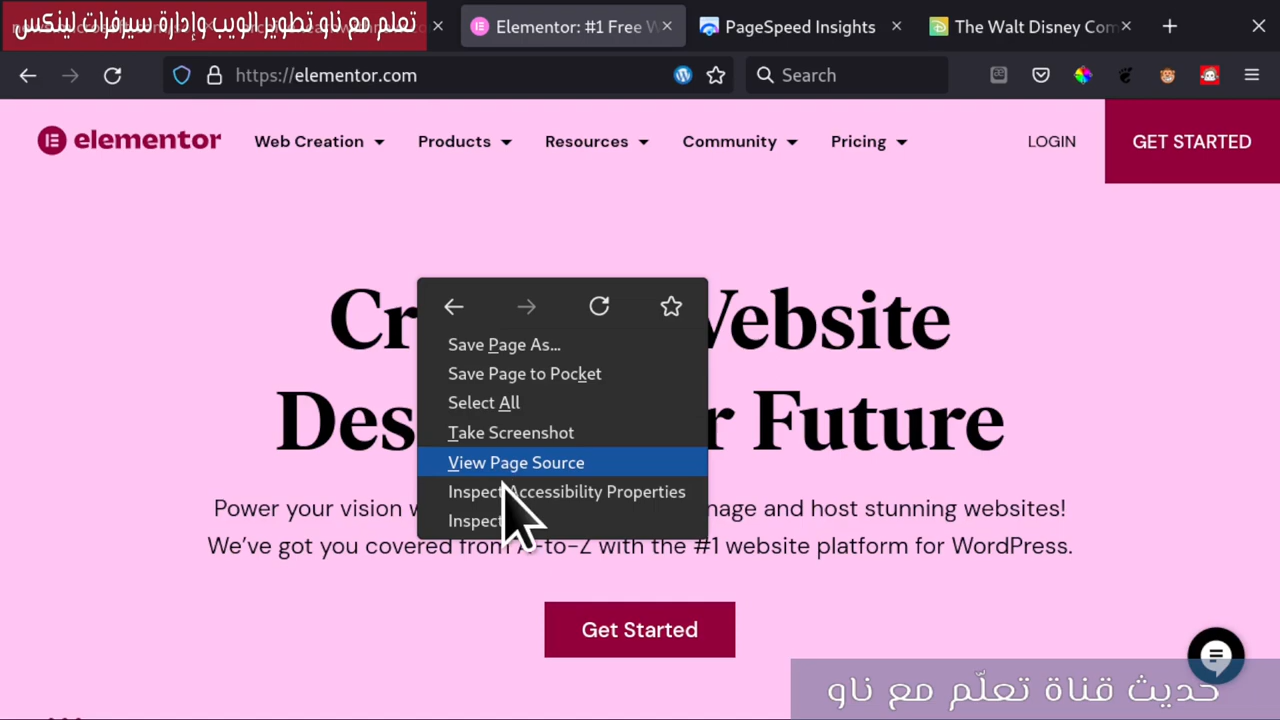 تعلم مع ناو تطوير الويب وإدارة سيرفرات لينكس
Elementor: #1 Free W
PageSpeed Insights
The Walt Disney Com
https://elementor.com
Search
elementor
Web Creation
Products
Resources
Community
Pricing
LOGIN
GET STARTED
Website
Future
Save Page As...
Save Page to Pocket
Select All
Take Screenshot
View Page Source
Inspect Accessibility Properties
Inspect
Power your vision w nage and host stunning websites!
We've got you covered from A-to-Z with the #1 website platform for WordPress.
Get Started
حديث قناة تعلّم مع ناو